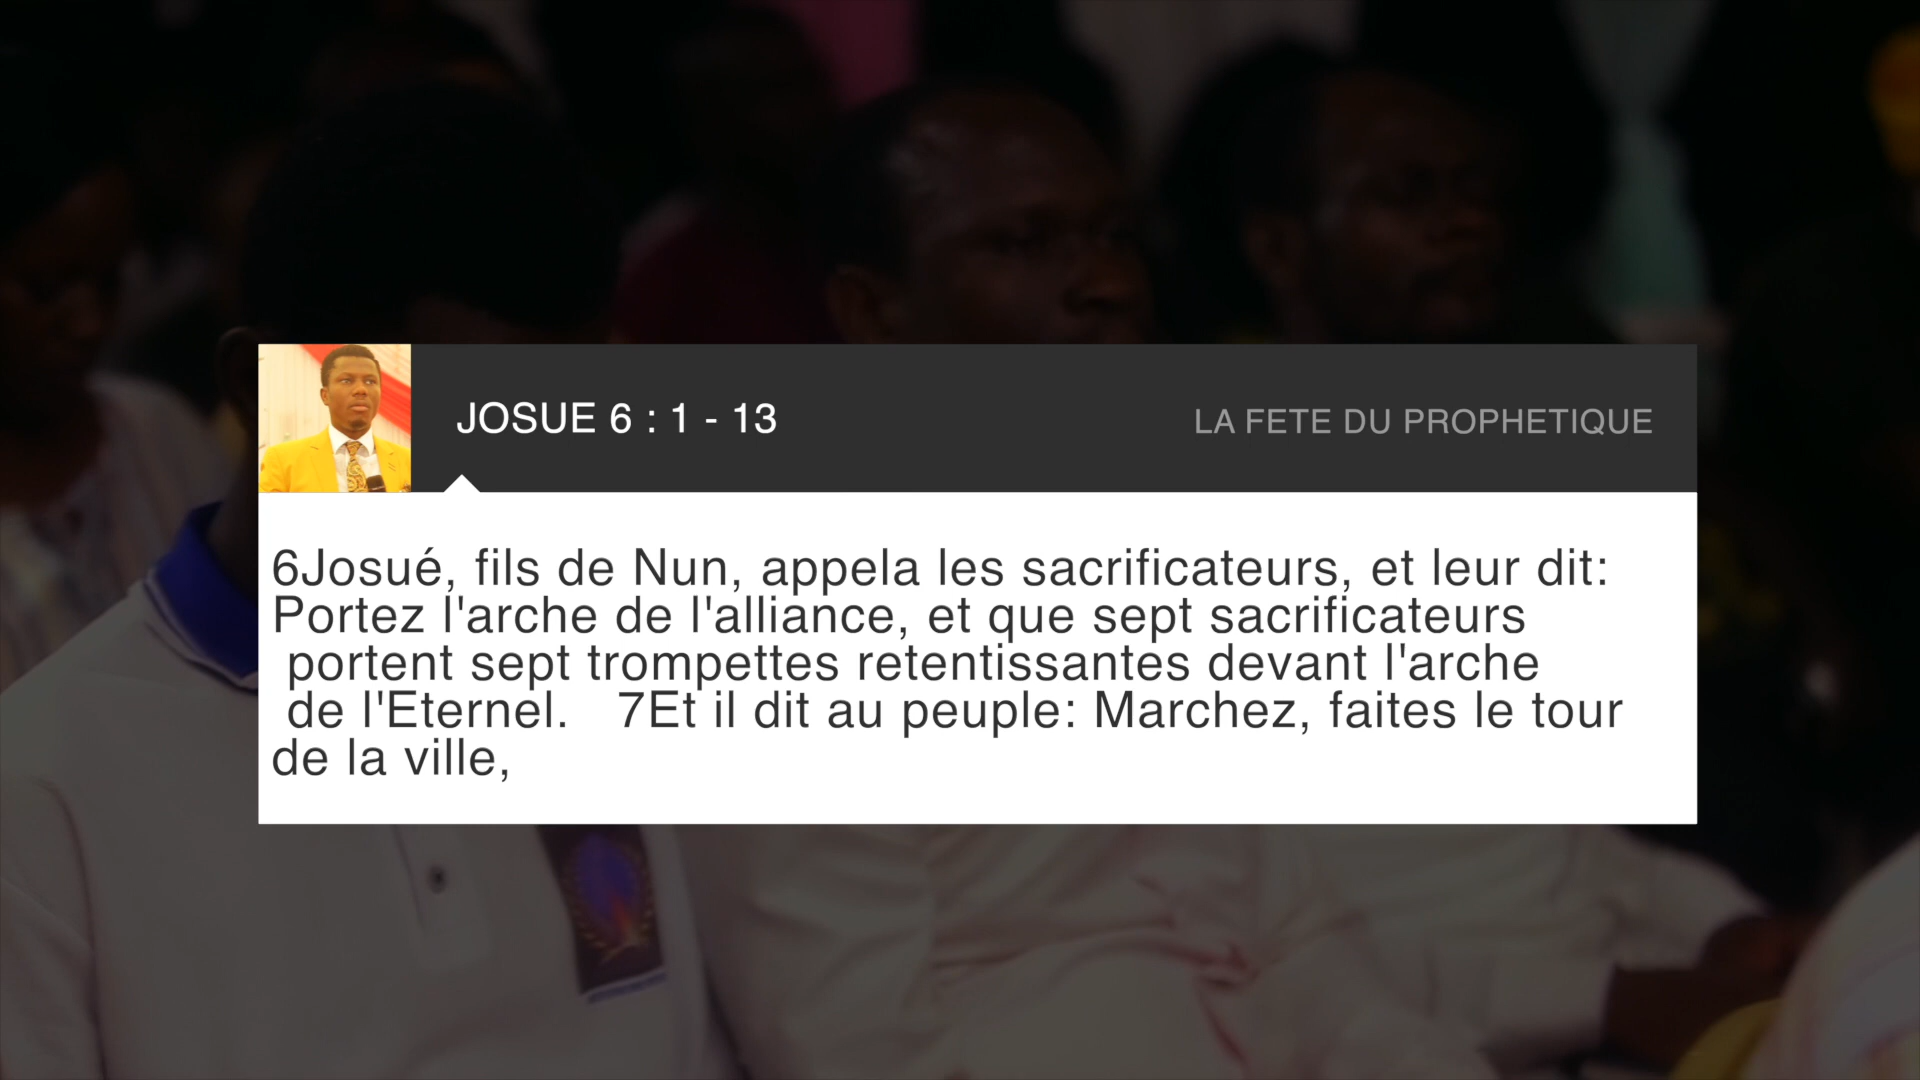 JOSUE 6 : 1 - 13
LA FETE DU PROPHETIQUE
6Josué, fils de Nun, appela les sacrificateurs, et leur dit:
Portez l'arche de l'alliance, et que sept sacrificateurs
portent sept trompettes retentissantes devant l'arche
de l'Eternel. 7Et il dit au peuple: Marchez, faites le tour
de la ville,